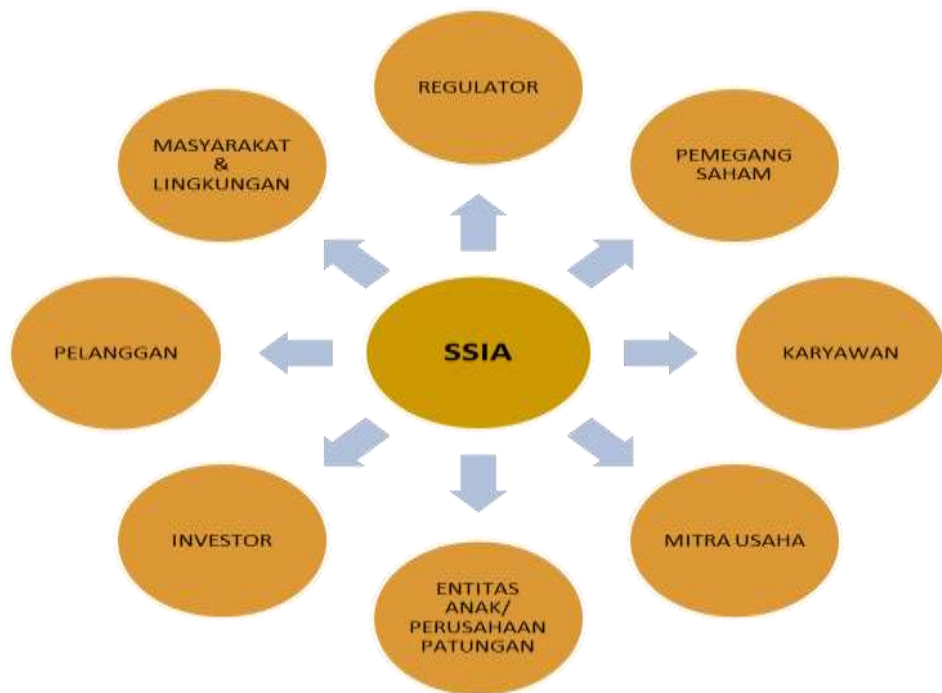 REGULATOR
MASYARAKAT
&
LINGKUNGAN
PEMEGANG
SAHAM
PELANGGAN
SSIA
KARYAWAN
INVESTOR
MITRA USAHA
ENTITAS
ANAK/
PERUSAHAAN
PATUNGAN